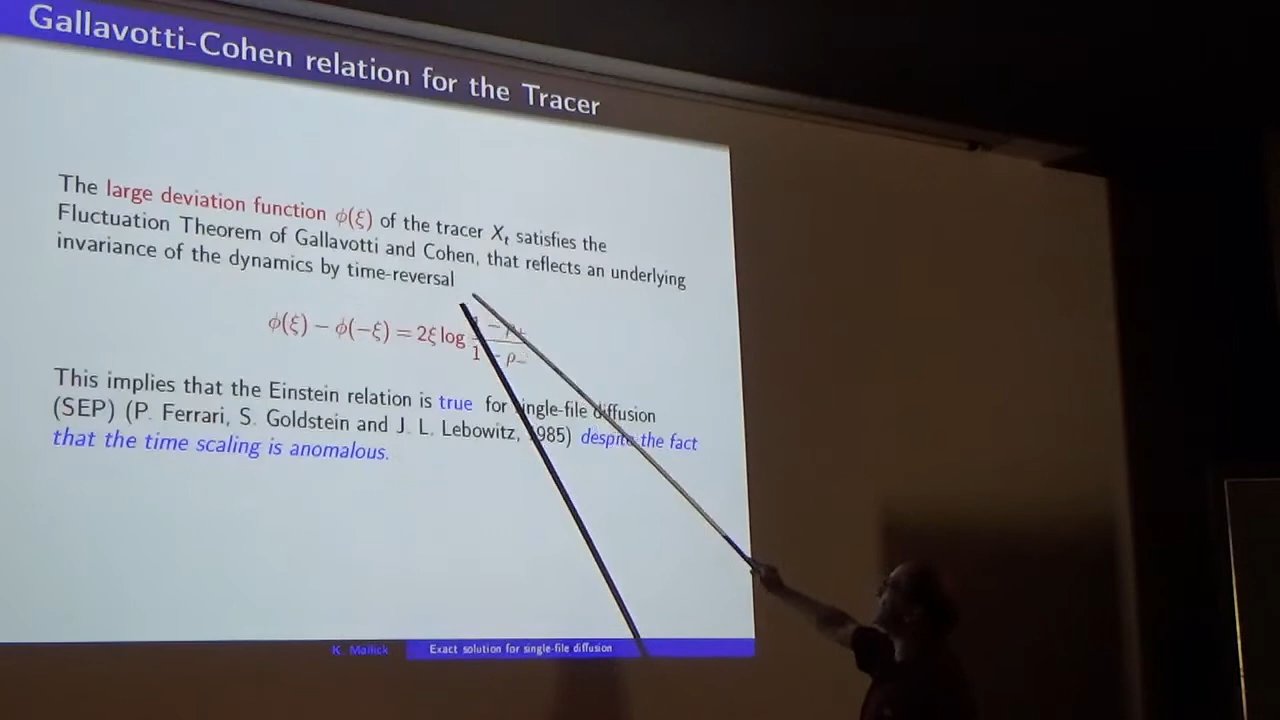 Gallavotti-Cohen relation for the Tracer
The large deviation function ϕ(ξ) of the tracer Xₜ satisfies the
Fluctuation Theorem of Gallavotti and Cohen, that reflects an underlying
invariance of the dynamics by time-reversal
ϕ(ξ) − ϕ(−ξ) = 2ξ log (1 − ρ₊)/(1 − ρ₋)
This implies that the Einstein relation is true for single-file diffusion
(SEP) (P. Ferrari, S. Goldstein and J. L. Lebowitz, 1985) despite the fact
that the time scaling is anomalous.
K. Mallick Exact solution for single-file diffusion